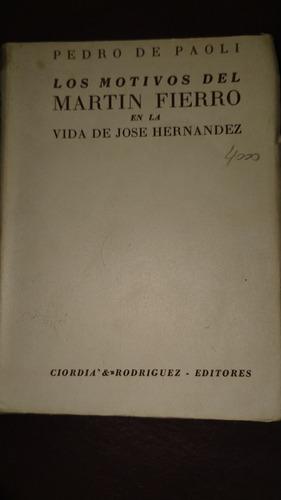 PEDRO DE PAOLI
LOS MOTIVOS DEL
MARTIN FIERRO
EN LA
VIDA DE JOSE HERNANDEZ
4000
CIORDIA & RODRIGUEZ - EDITORES